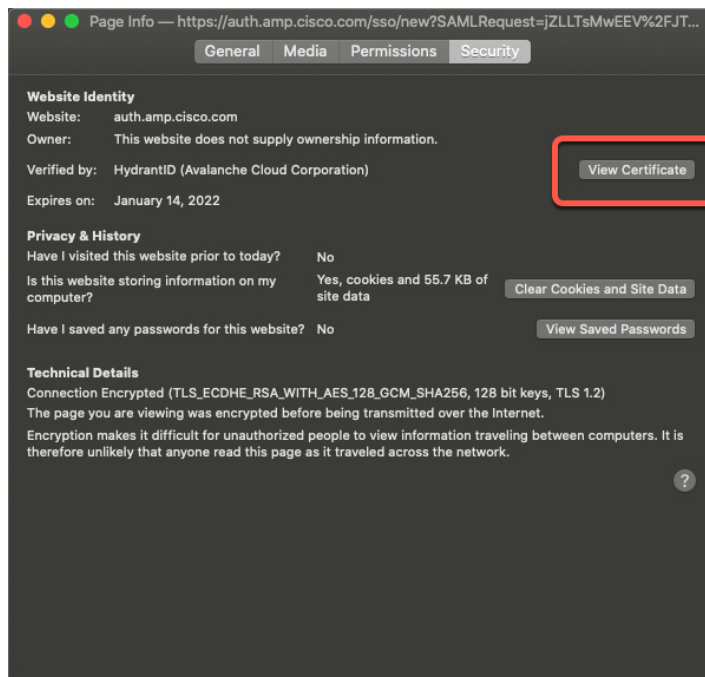 Page Info — https://auth.amp.cisco.com/sso/new?SAMLRequest=jZLLTsMwEEV%2FJT...
General Media Permissions Security
Website Identity
Website: auth.amp.cisco.com
Owner: This website does not supply ownership information.
Verified by: HydrantID (Avalanche Cloud Corporation) View Certificate
Expires on: January 14, 2022
Privacy & History
Have I visited this website prior to today? No
Is this website storing information on my computer? Yes, cookies and 55.7 KB of site data Clear Cookies and Site Data
Have I saved any passwords for this website? No View Saved Passwords
Technical Details
Connection Encrypted (TLS_ECDHE_RSA_WITH_AES_128_GCM_SHA256, 128 bit keys, TLS 1.2)
The page you are viewing was encrypted before being transmitted over the Internet.
Encryption makes it difficult for unauthorized people to view information traveling between computers. It is
therefore unlikely that anyone read this page as it traveled across the network.
?